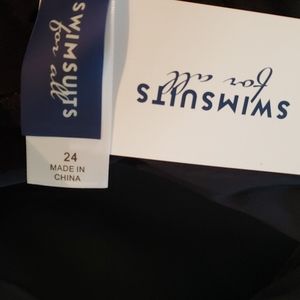 SWIMSUITS
for all
24
MADE IN
CHINA
SWIMSUITS
for all